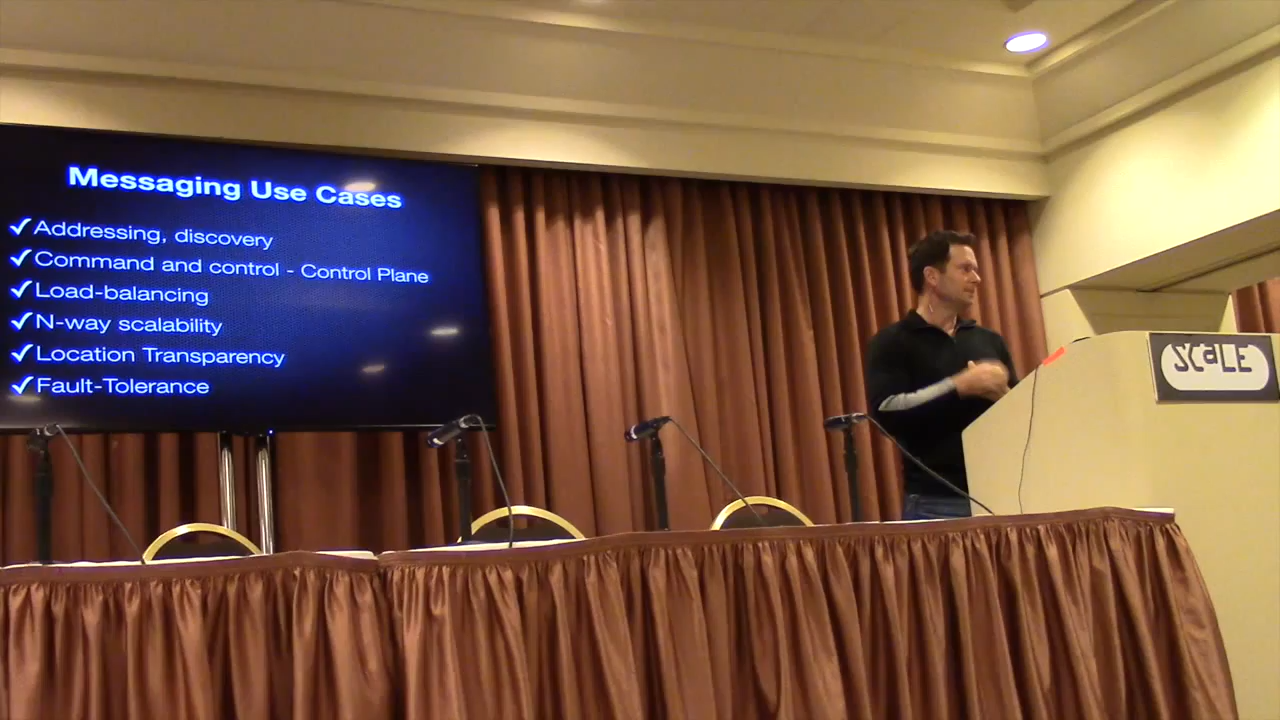 Messaging Use Cases
✓Addressing, discovery
✓Command and control - Control Plane
✓Load-balancing
✓N-way scalability
✓Location Transparency
✓Fault-Tolerance
SCaLE